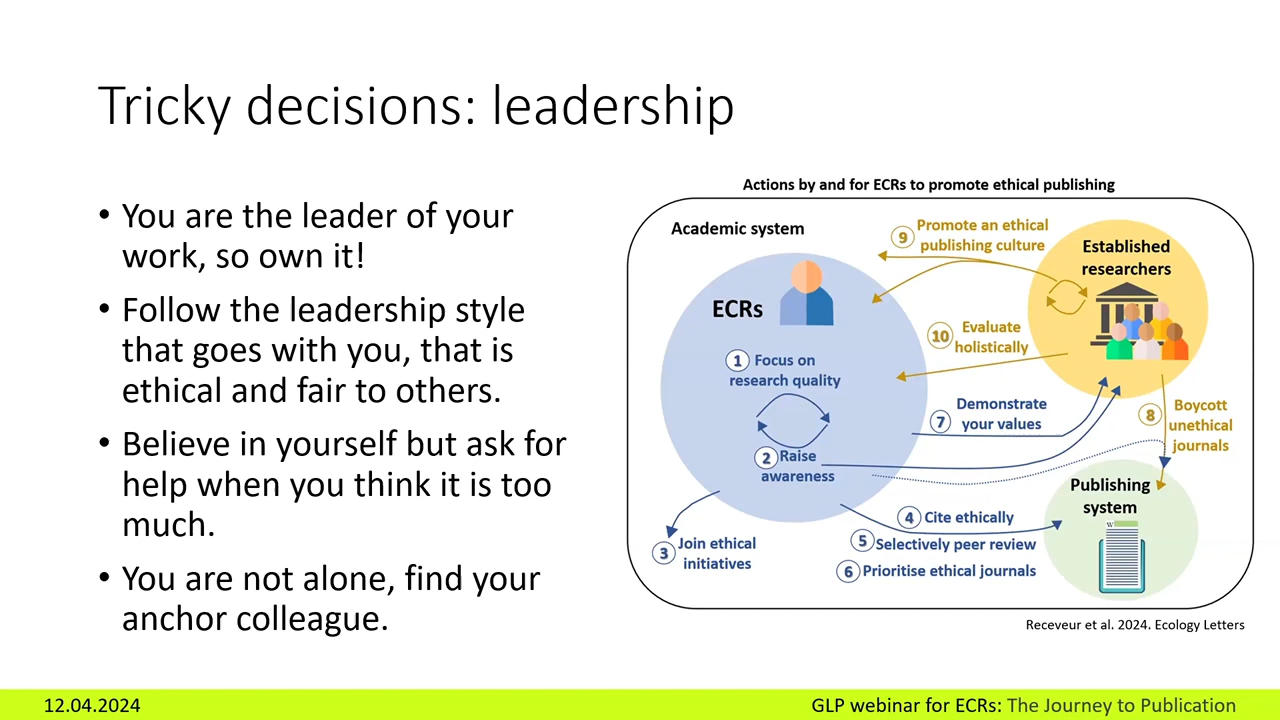 Tricky decisions: leadership
• You are the leader of your
work, so own it!
• Follow the leadership style
that goes with you, that is
ethical and fair to others.
• Believe in yourself but ask for
help when you think it is too
much.
• You are not alone, find your
anchor colleague.
Actions by and for ECRs to promote ethical publishing
Academic system
ECRs
1 Focus on
research quality
2 Raise
awareness
3 Join ethical
initiatives
4 Cite ethically
5 Selectively peer review
6 Prioritise ethical journals
7 Demonstrate
your values
8 Boycott
unethical
journals
9 Promote an ethical
publishing culture
10 Evaluate
holistically
Established
researchers
Publishing
system
W
Receveur et al. 2024. Ecology Letters
12.04.2024
GLP webinar for ECRs: The Journey to Publication